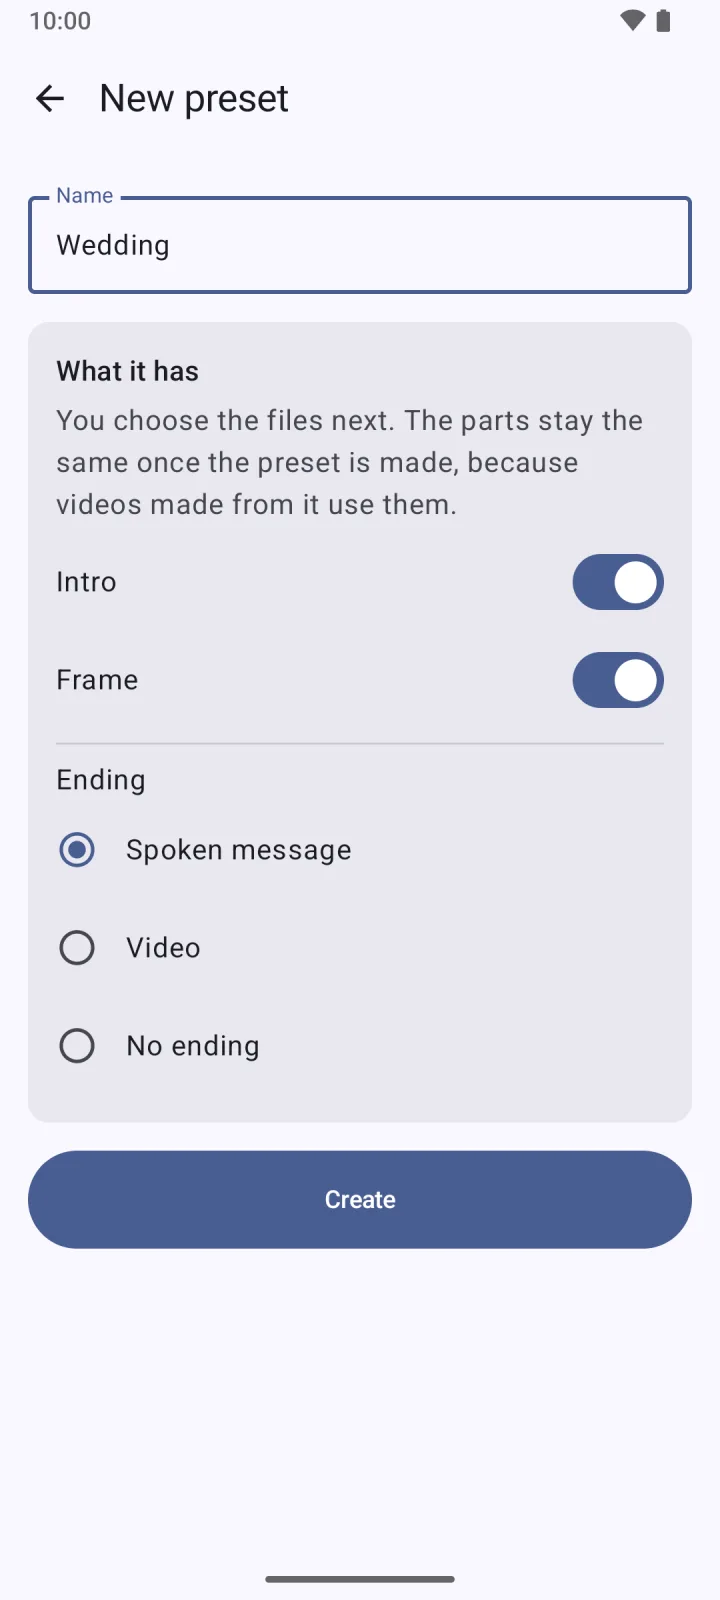 10:00
New preset
Name
Wedding
What it has
You choose the files next. The parts stay the
same once the preset is made, because
videos made from it use them.
Intro
Frame
Ending
Spoken message
Video
No ending
Create